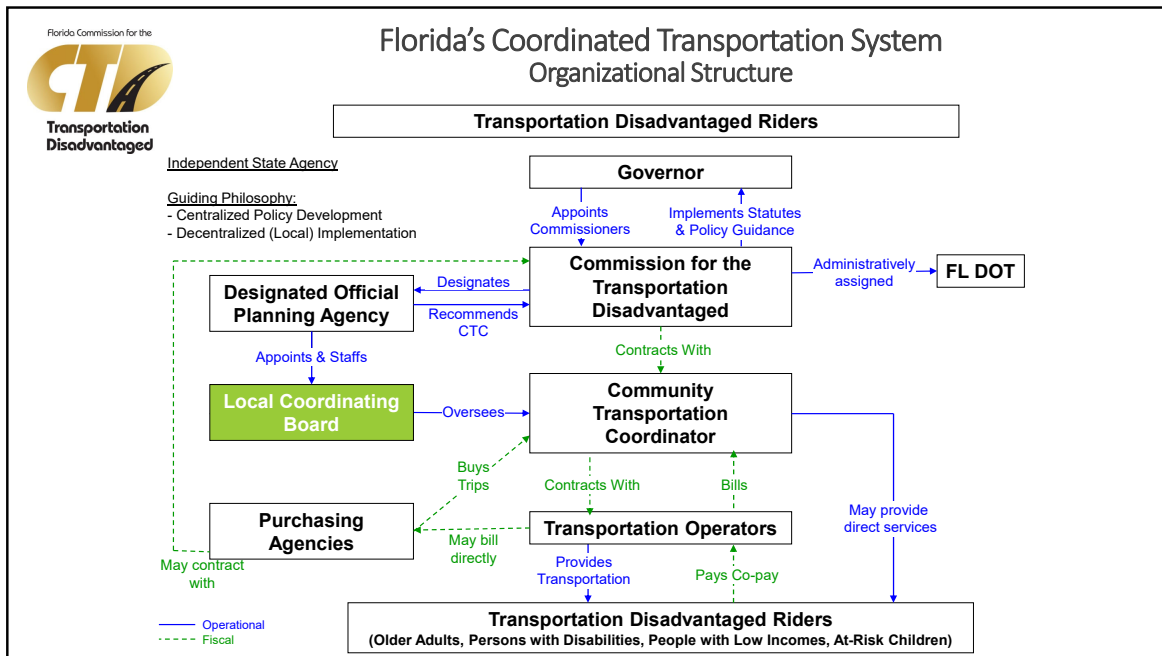 Florida Commission for the
CTD
Transportation
Disadvantaged
Florida's Coordinated Transportation System
Organizational Structure
Transportation Disadvantaged Riders
Independent State Agency
Guiding Philosophy:
- Centralized Policy Development
- Decentralized (Local) Implementation
Governor
Appoints
Commissioners
Implements Statutes
& Policy Guidance
Commission for the
Transportation
Disadvantaged
Administratively
assigned
FL DOT
Designates
Designated Official
Planning Agency
Recommends
CTC
Appoints & Staffs
Contracts With
Local Coordinating
Board
Oversees
Community
Transportation
Coordinator
Buys
Trips
Contracts With
Bills
May provide
direct services
Purchasing
Agencies
May bill
directly
Transportation Operators
May contract
with
Provides
Transportation
Pays Co-pay
Transportation Disadvantaged Riders
(Older Adults, Persons with Disabilities, People with Low Incomes, At-Risk Children)
Operational
Fiscal